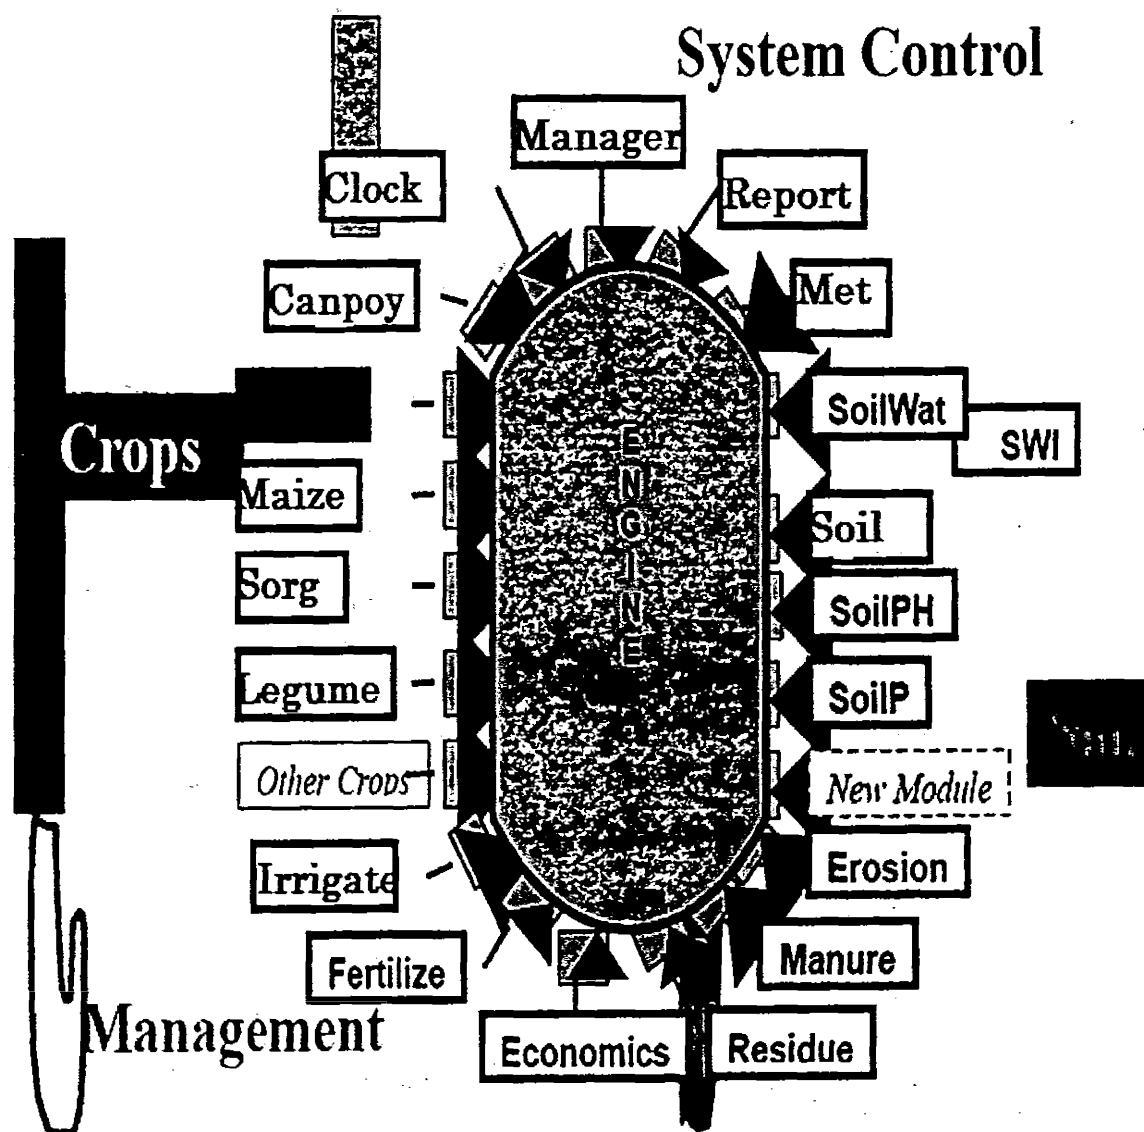 System Control
Manager
Clock
Report
Canpoy
Met
SoilWat
SWI
Crops
Maize
Soil
Sorg
SoilPH
Legume
SoilP
Other Crops
New Module
Irrigate
Erosion
Fertilize
Manure
Management
Economics
Residue
ENGINE